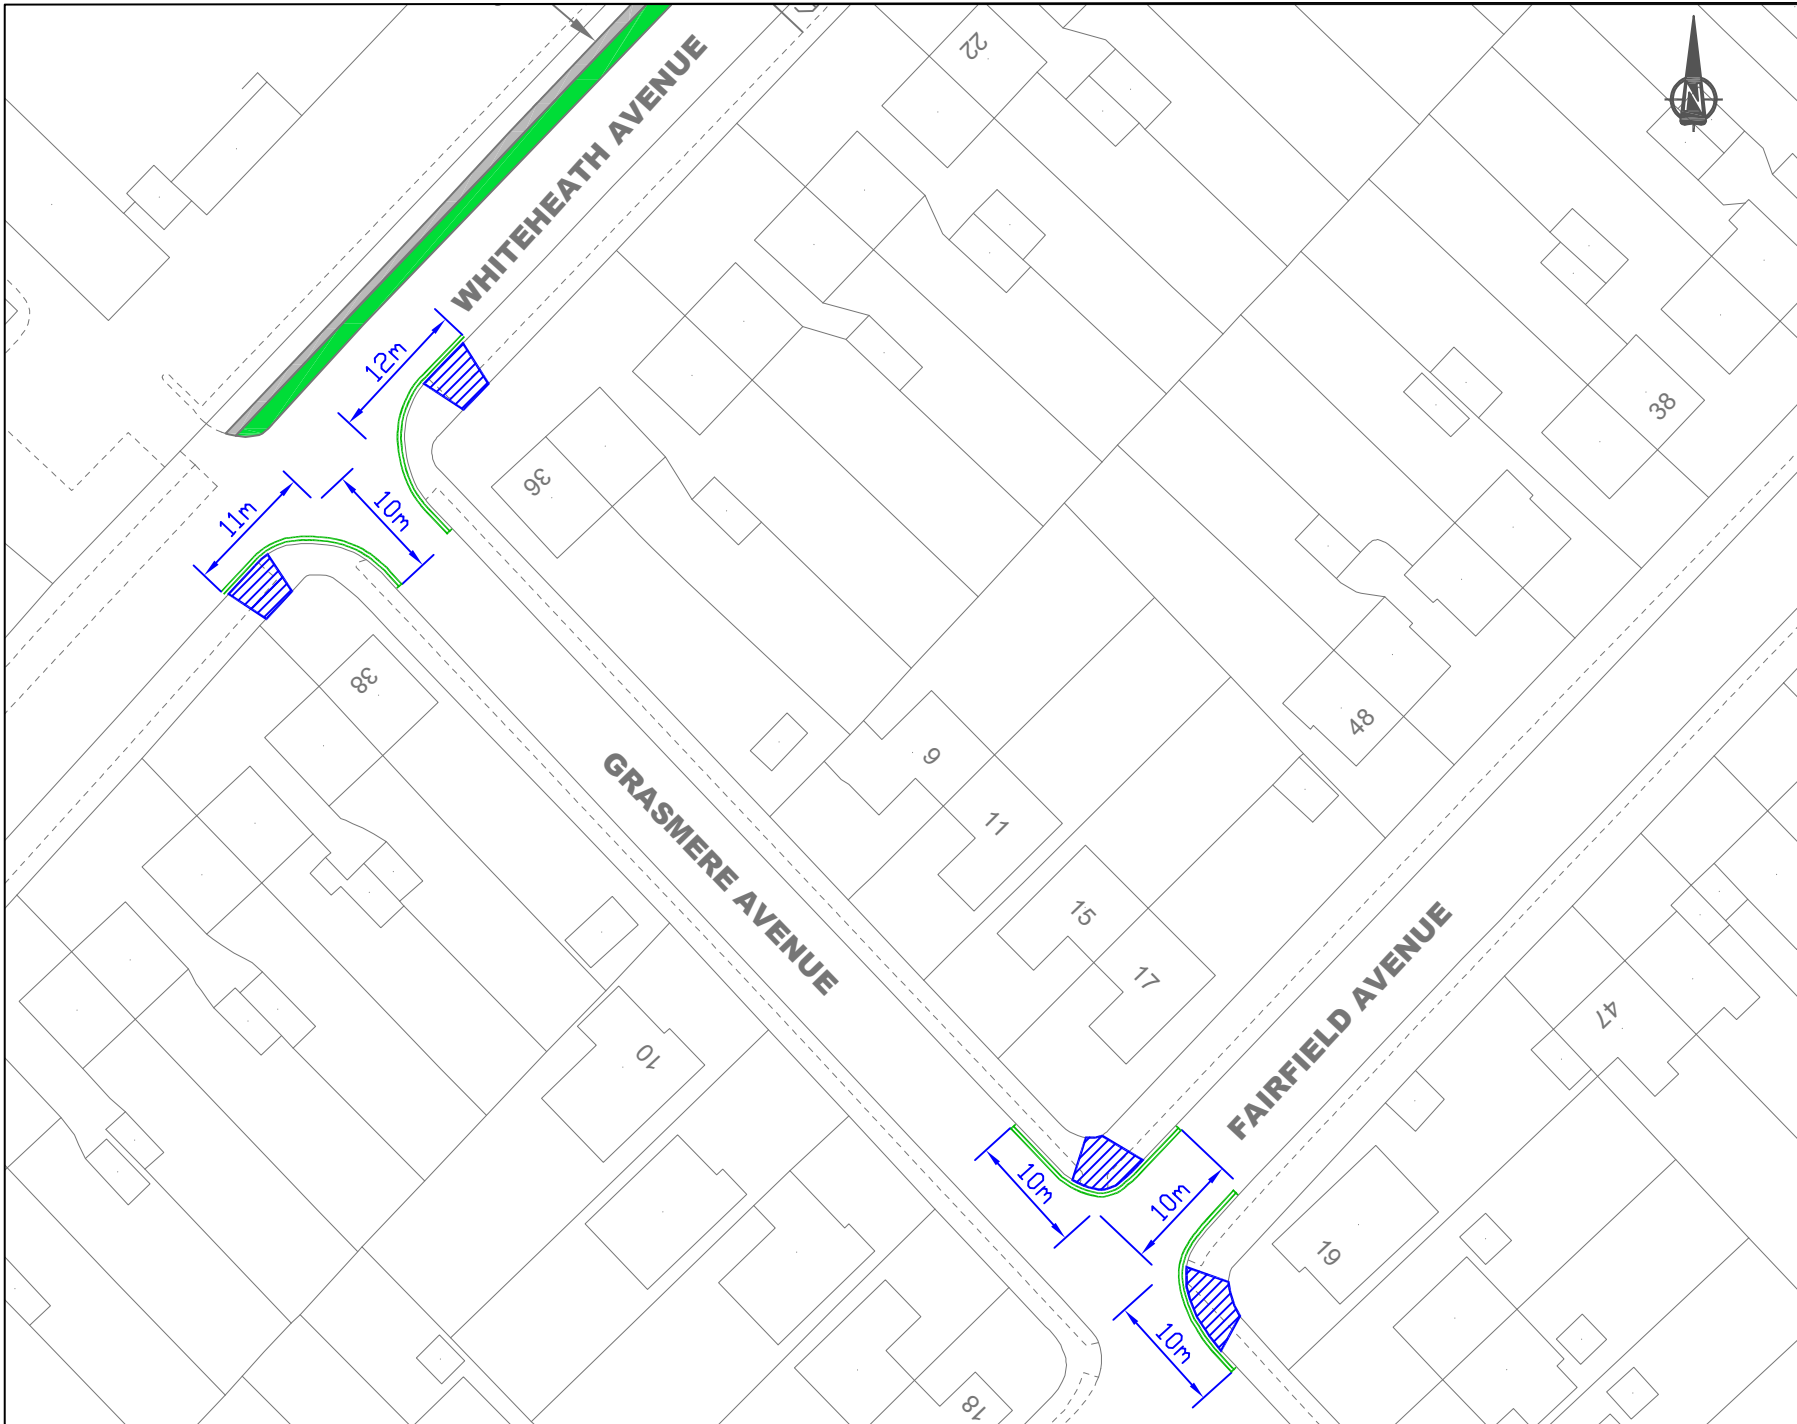 22
N
WHITEHEATH AVENUE
12m
38
36
11m
10m
38
48
9
GRASMERE AVENUE
11
15
17
FAIRFIELD AVENUE
47
10
10m
10m
19
10m
18